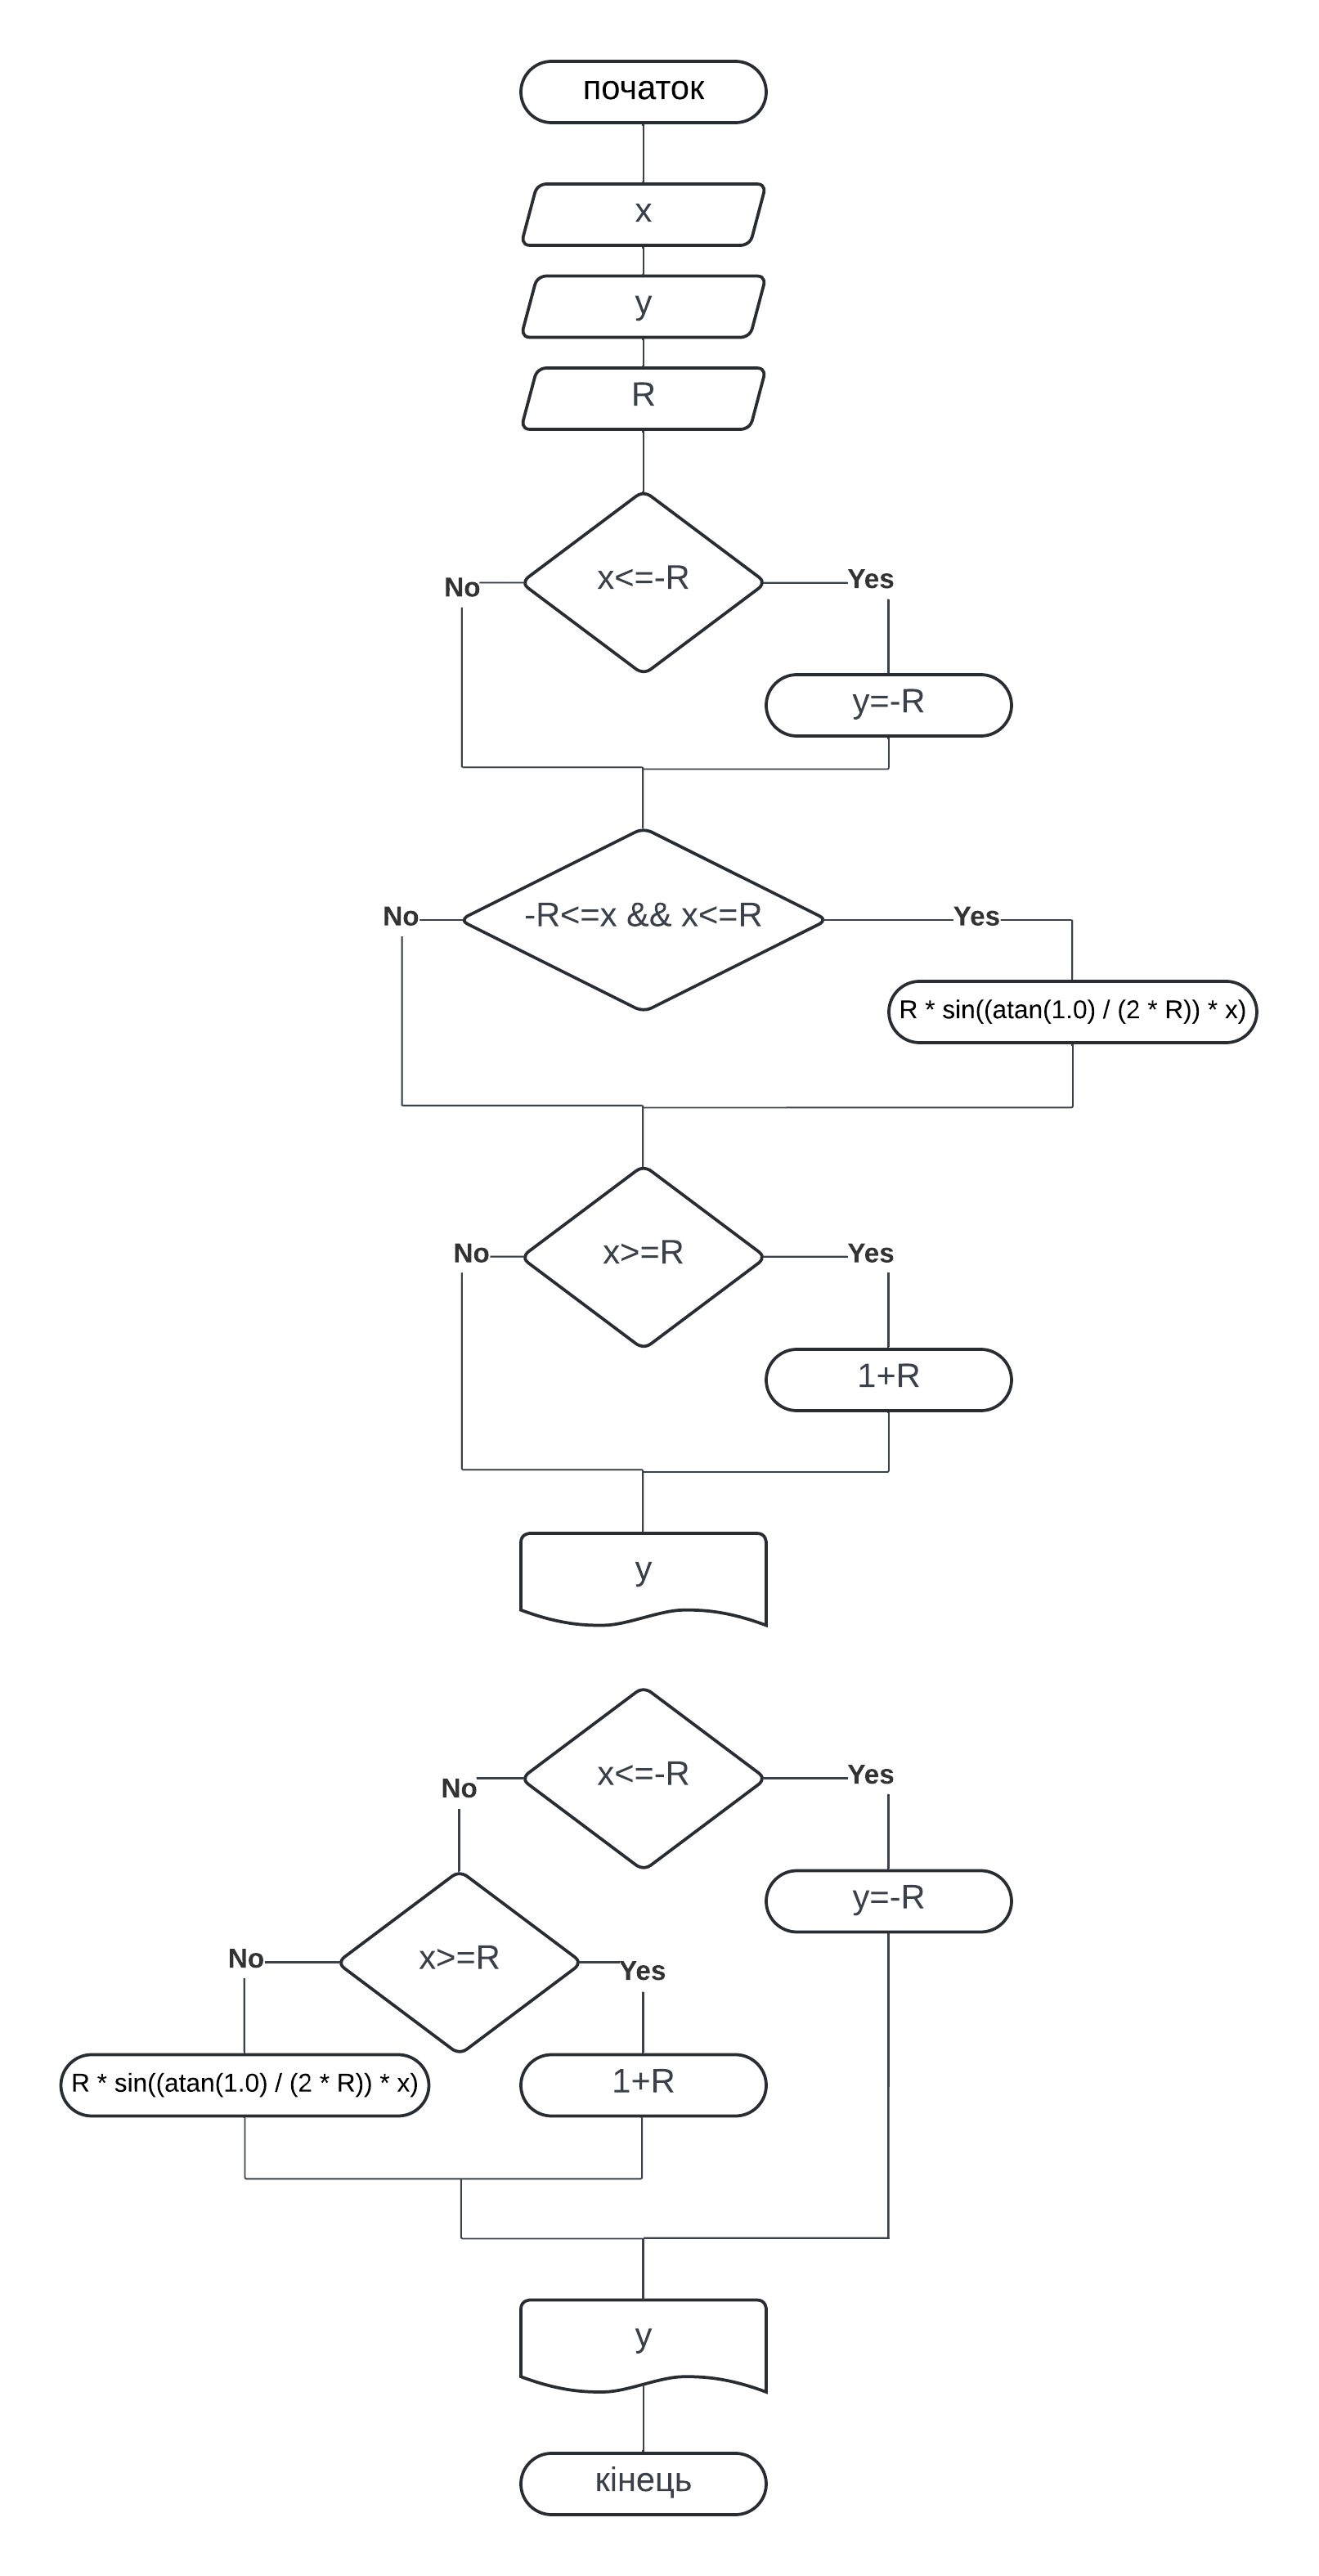 початок
x
y
R
x<=-R
No
Yes
y=-R
-R<=x && x<=R
No
Yes
R * sin((atan(1.0) / (2 * R)) * x)
x>=R
No
Yes
1+R
y
x<=-R
No
Yes
y=-R
x>=R
No
Yes
R * sin((atan(1.0) / (2 * R)) * x)
1+R
y
кінець